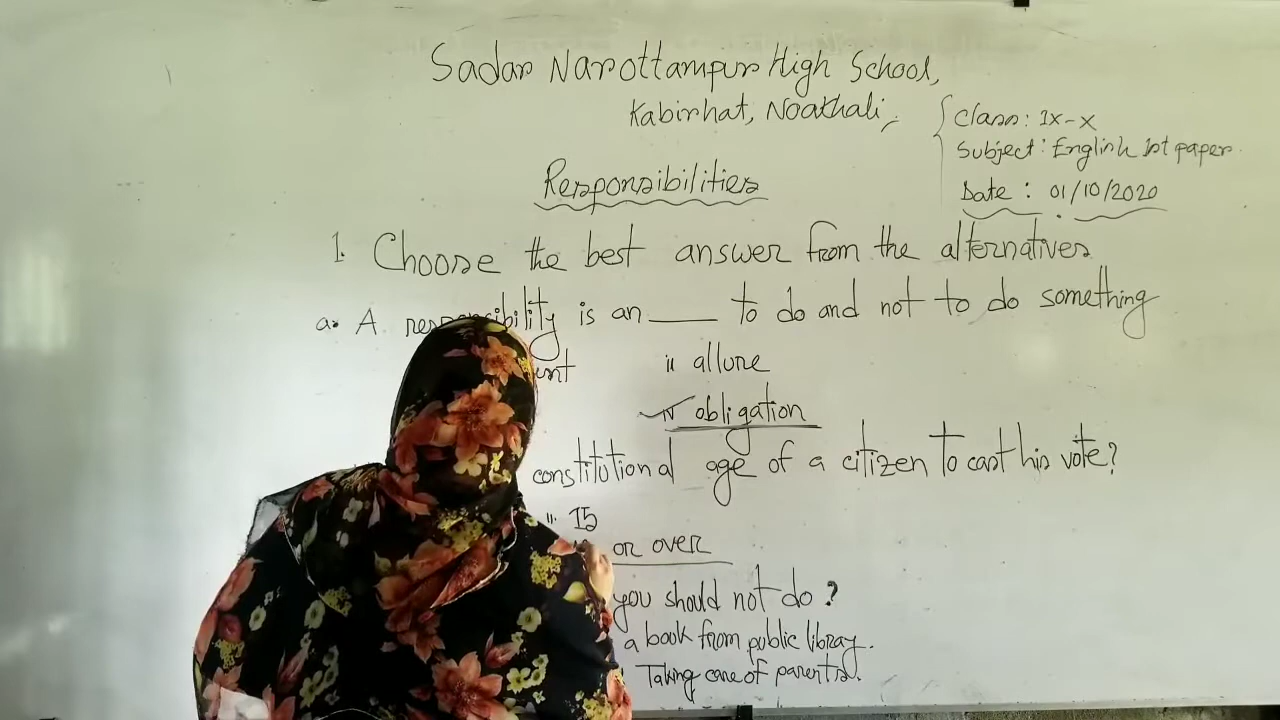 Sadar Narottampur High School,
Kabirhat, Noakhali,
Class: IX-X
Subject: English 1st paper
Date: 01/10/2020
Responsibilities
1. Choose the best answer from the alternatives
a. A responsibility is an ____ to do and not to do something
ii allure
iv obligation
constitutional age of a citizen to cast his vote?
ii. 15
or over
you should not do?
a book from public library.
Taking care of parents.